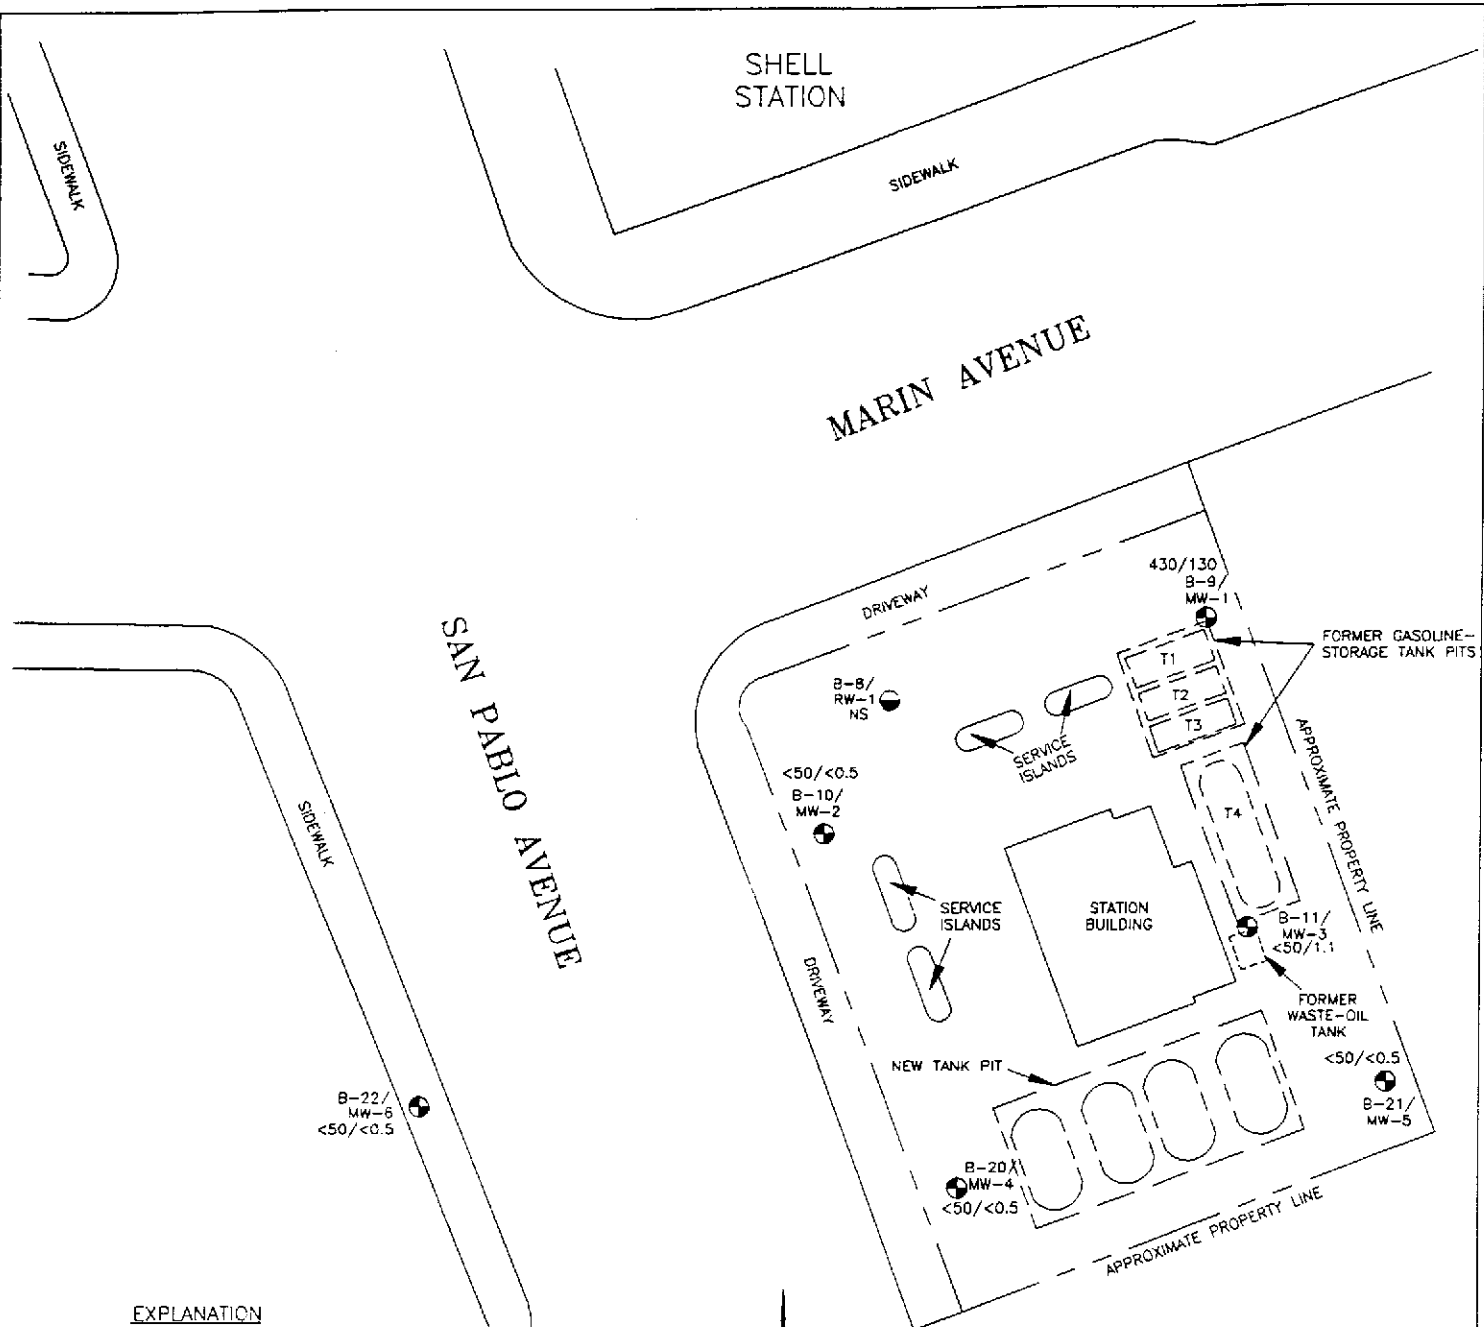 SHELL
STATION
SIDEWALK
SIDEWALK
MARIN AVENUE
SAN PABLO AVENUE
DRIVEWAY
430/130
B-9/
MW-1
FORMER GASOLINE-
STORAGE TANK PITS
T1
T2
T3
T4
B-8/
RW-1
NS
SERVICE
ISLANDS
<50/<0.5
B-10/
MW-2
APPROXIMATE PROPERTY LINE
SIDEWALK
SERVICE
ISLANDS
STATION
BUILDING
B-11/
MW-3
<50/1.1
DRIVEWAY
FORMER
WASTE-OIL
TANK
NEW TANK PIT
<50/<0.5
B-21/
MW-5
B-22/
MW-6
<50/<0.5
B-20/
MW-4
<50/<0.5
APPROXIMATE PROPERTY LINE
EXPLANATION